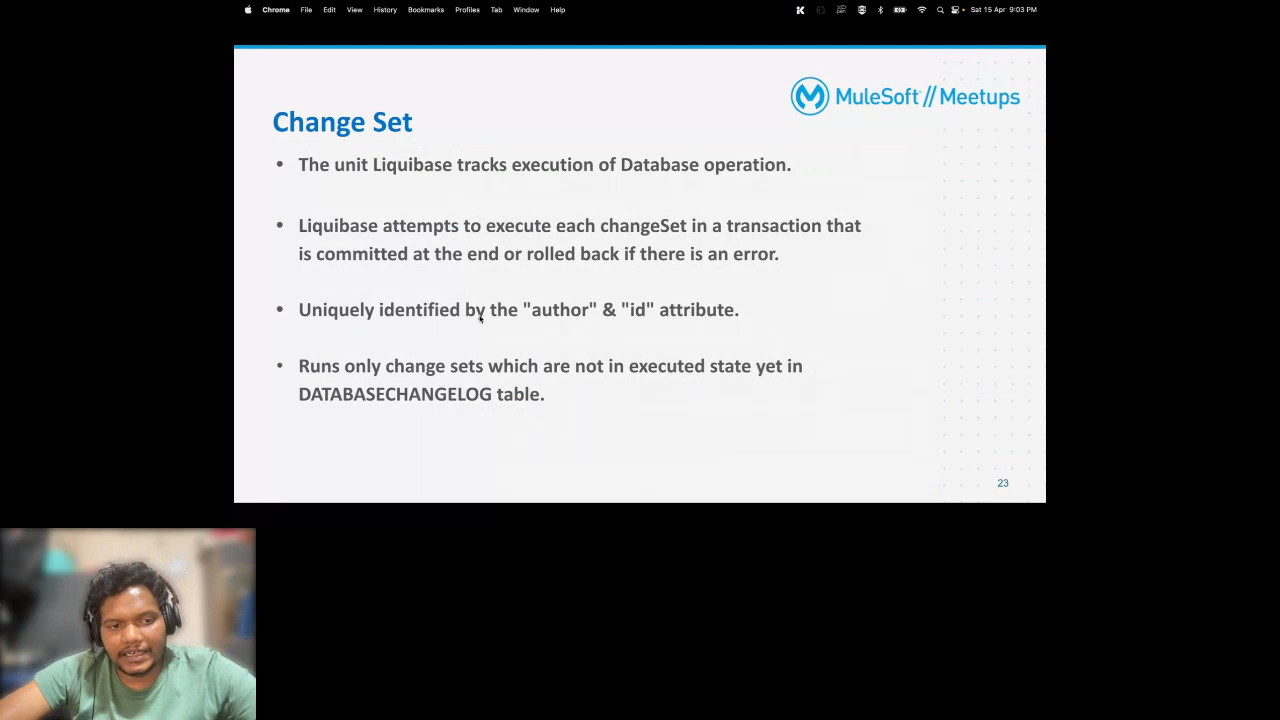 Chrome File Edit View History Bookmarks Profiles Tab Window Help Sat 15 Apr 9:03 PM
MuleSoft // Meetups
Change Set
• The unit Liquibase tracks execution of Database operation.
• Liquibase attempts to execute each changeSet in a transaction that
is committed at the end or rolled back if there is an error.
• Uniquely identified by the "author" & "id" attribute.
• Runs only change sets which are not in executed state yet in
DATABASECHANGELOG table.
23